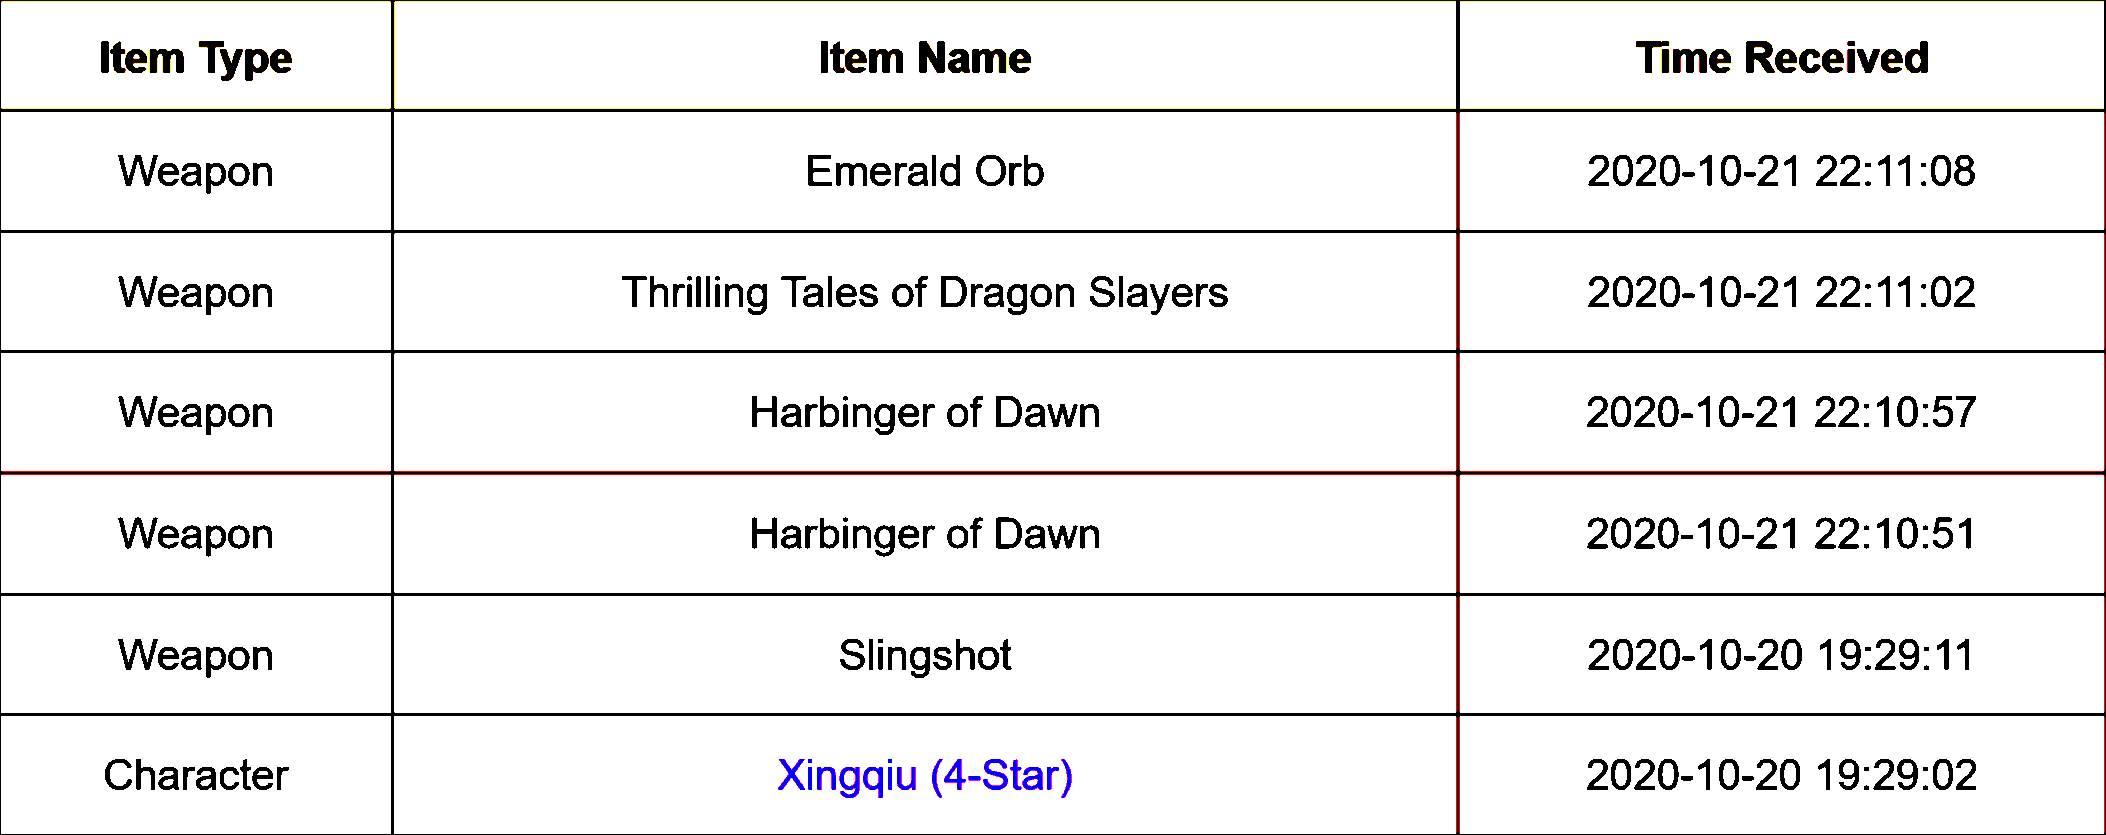 Item Type Item Name Time Received
Weapon Emerald Orb 2020-10-21 22:11:08
Weapon Thrilling Tales of Dragon Slayers 2020-10-21 22:11:02
Weapon Harbinger of Dawn 2020-10-21 22:10:57
Weapon Harbinger of Dawn 2020-10-21 22:10:51
Weapon Slingshot 2020-10-20 19:29:11
Character Xingqiu (4-Star) 2020-10-20 19:29:02